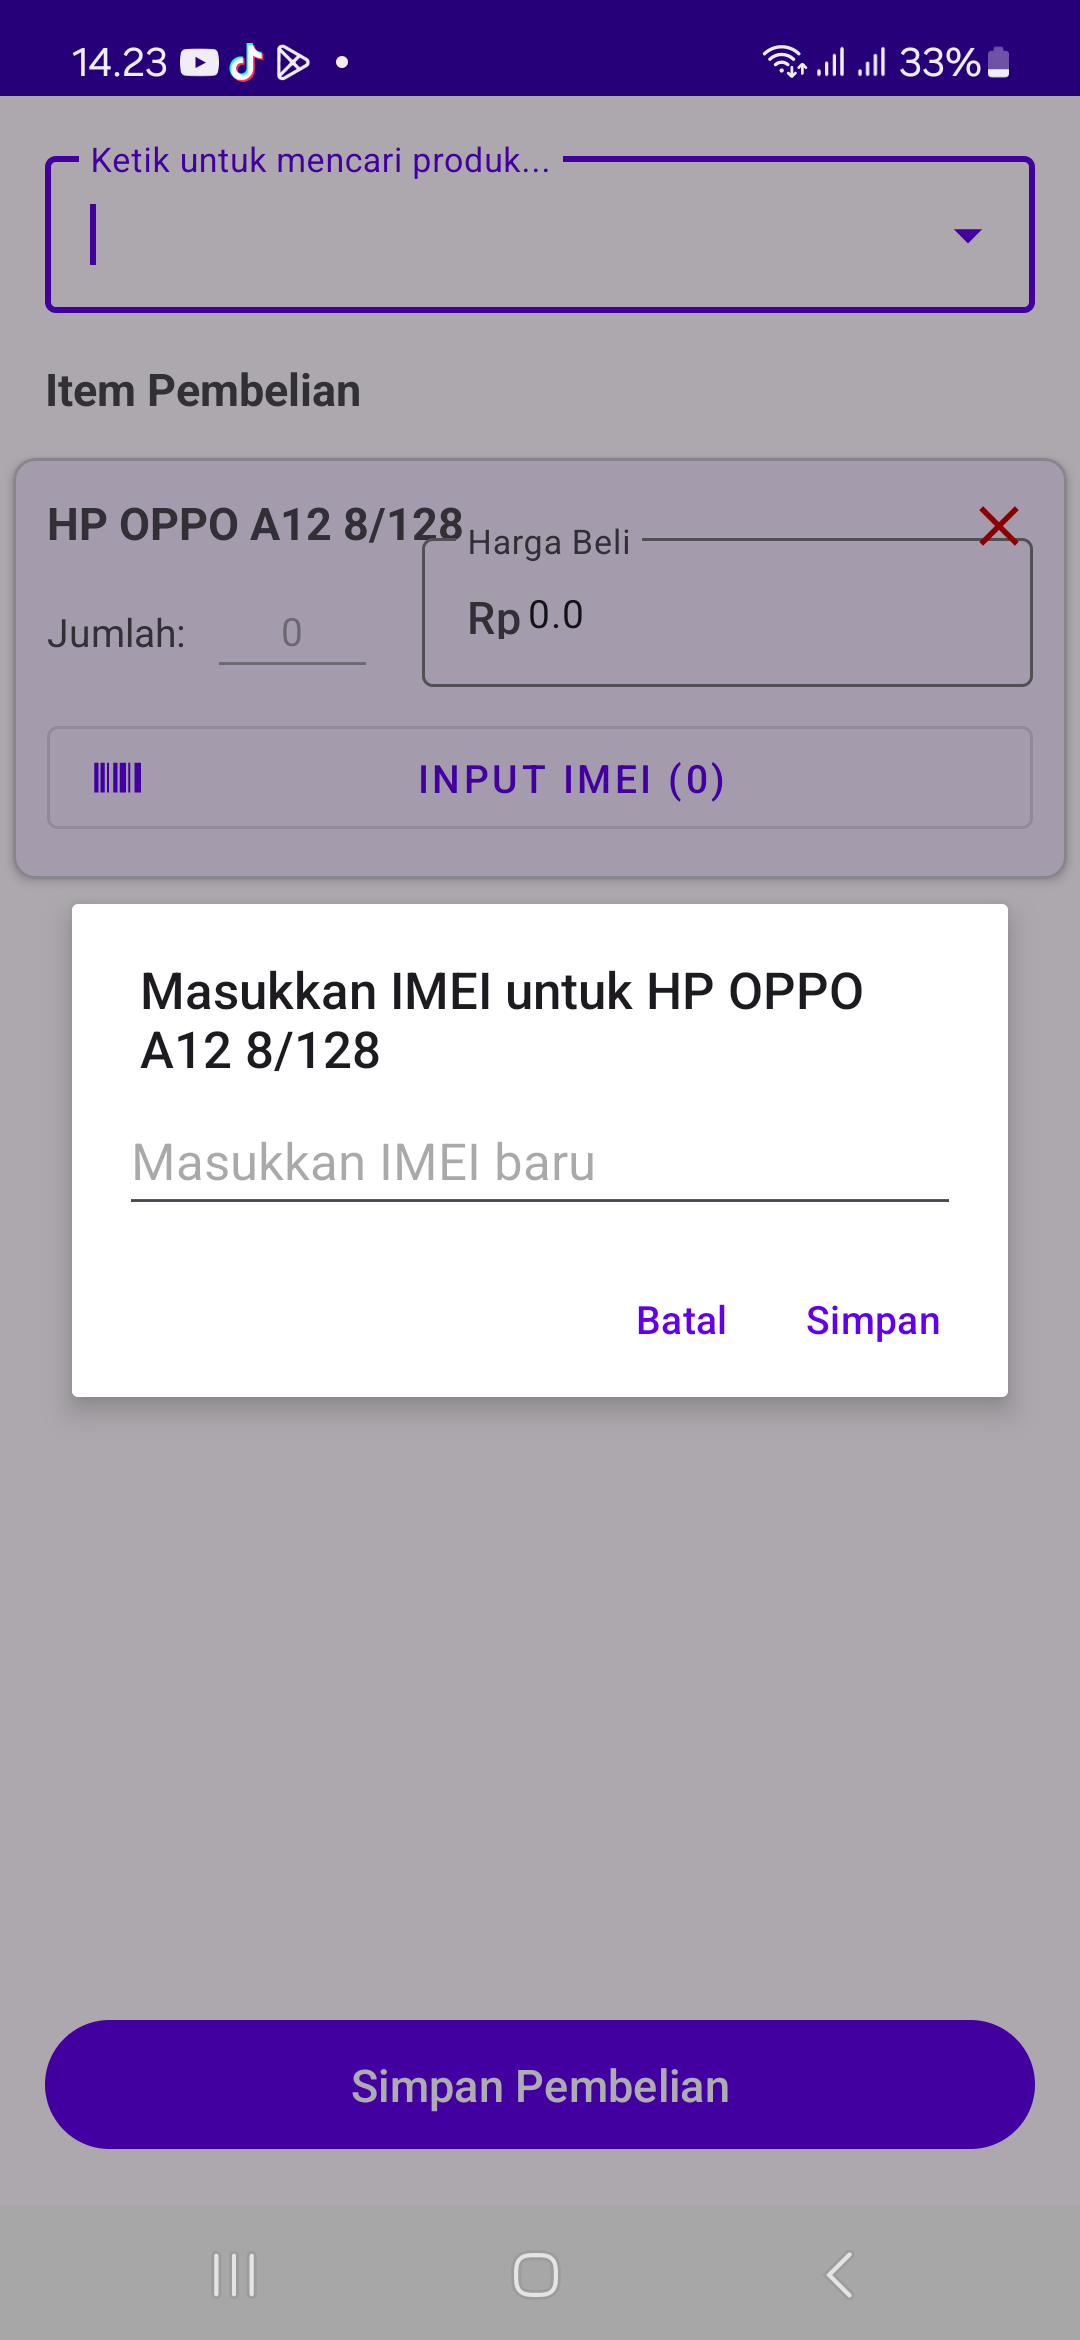 14.23
33%
Ketik untuk mencari produk...
Item Pembelian
HP OPPO A12 8/128
Harga Beli
Jumlah: 0
Rp 0.0
INPUT IMEI (0)
Masukkan IMEI untuk HP OPPO
A12 8/128
Masukkan IMEI baru
Batal Simpan
Simpan Pembelian